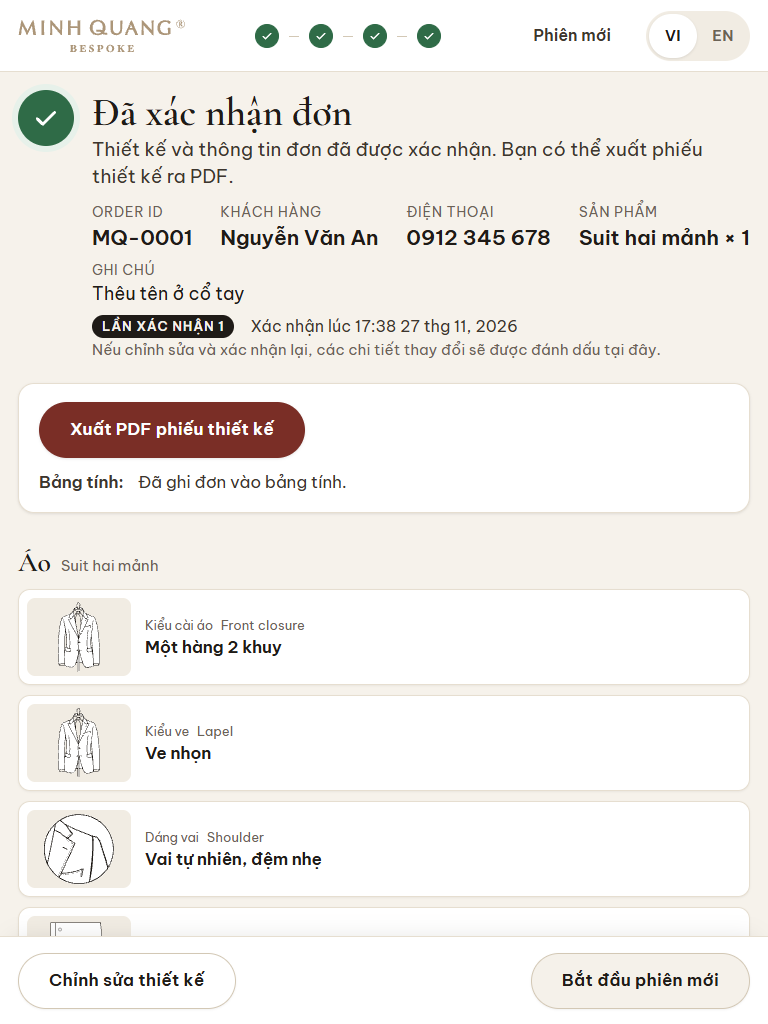 MINH QUANG®
BESPOKE
Phiên mới
VI EN
Đã xác nhận đơn
Thiết kế và thông tin đơn đã được xác nhận. Bạn có thể xuất phiếu
thiết kế ra PDF.
ORDER ID KHÁCH HÀNG ĐIỆN THOẠI SẢN PHẨM
MQ-0001 Nguyễn Văn An 0912 345 678 Suit hai mảnh × 1
GHI CHÚ
Thêu tên ở cổ tay
LẦN XÁC NHẬN 1 Xác nhận lúc 17:38 27 thg 11, 2026
Nếu chỉnh sửa và xác nhận lại, các chi tiết thay đổi sẽ được đánh dấu tại đây.
Xuất PDF phiếu thiết kế
Bảng tính: Đã ghi đơn vào bảng tính.
Áo Suit hai mảnh
Kiểu cài áo Front closure
Một hàng 2 khuy
Kiểu ve Lapel
Ve nhọn
Dáng vai Shoulder
Vai tự nhiên, đệm nhẹ
Chỉnh sửa thiết kế
Bắt đầu phiên mới